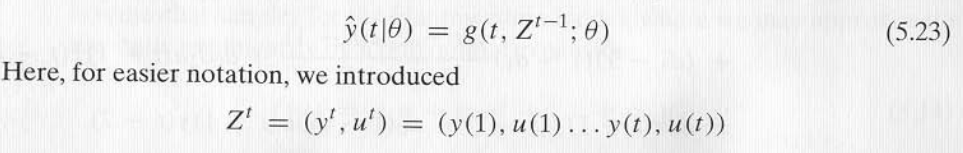 ŷ(t|θ) = g(t, Z^{t−1}; θ) (5.23)
Here, for easier notation, we introduced
Z^t = (y^t, u^t) = (y(1), u(1) . . . y(t), u(t))